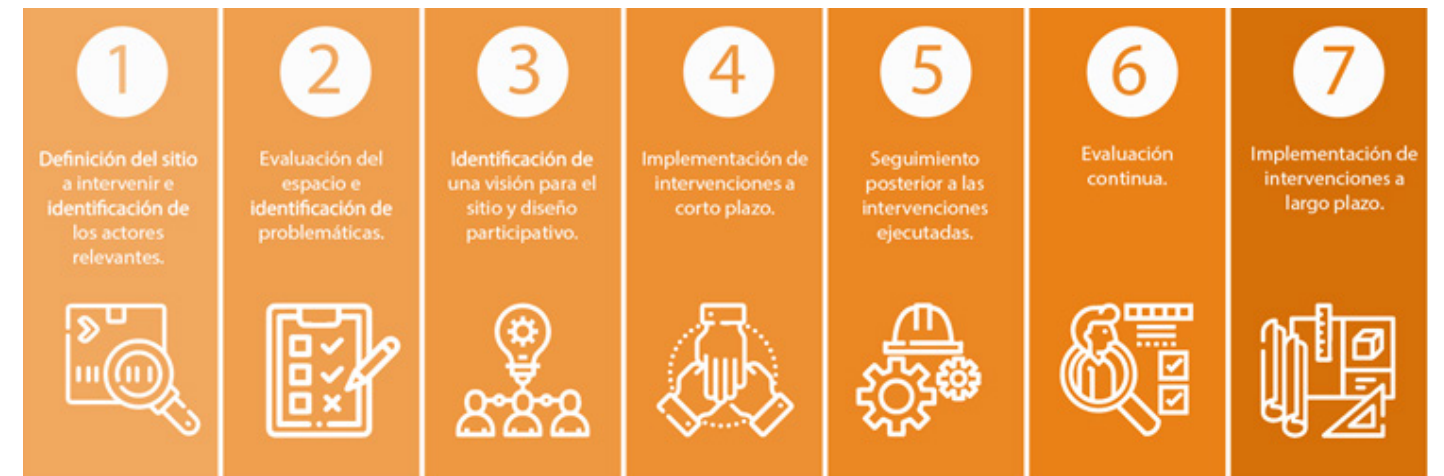 1
Definición del sitio
a intervenir e
identificación de
los actores
relevantes.
2
Evaluación del
espacio e
identificación de
problemáticas.
3
Identificación de
una visión para el
sitio y diseño
participativo.
4
Implementación de
intervenciones a
corto plazo.
5
Seguimiento
posterior a las
intervenciones
ejecutadas.
6
Evaluación
continua.
7
Implementación de
intervenciones a
largo plazo.